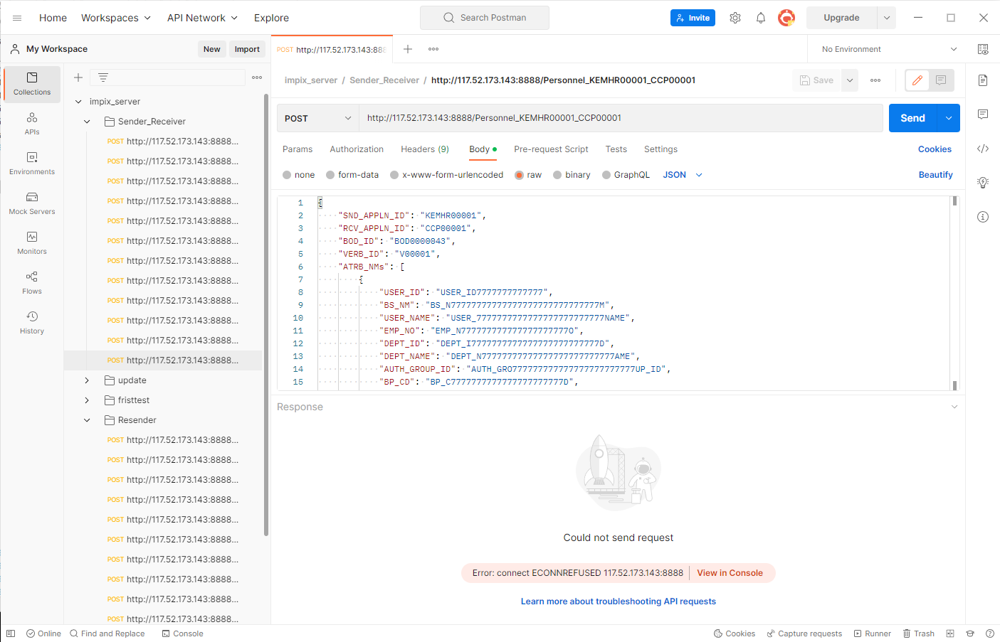 Home Workspaces API Network Explore Search Postman Invite Upgrade
My Workspace New Import POST http://117.52.173.143:888 No Environment
Collections
APIs
Environments
Mock Servers
Monitors
Flows
History
impix_server
Sender_Receiver
POST http://117.52.173.143:8888...
POST http://117.52.173.143:8888...
POST http://117.52.173.143:8888...
POST http://117.52.173.143:8888...
POST http://117.52.173.143:8888...
POST http://117.52.173.143:8888...
POST http://117.52.173.143:8888...
POST http://117.52.173.143:8888...
POST http://117.52.173.143:8888...
POST http://117.52.173.143:8888...
POST http://117.52.173.143:8888...
POST http://117.52.173.143:8888...
update
fristtest
Resender
POST http://117.52.173.143:8888...
POST http://117.52.173.143:8888...
POST http://117.52.173.143:8888...
POST http://117.52.173.143:8888...
POST http://117.52.173.143:8888...
POST http://117.52.173.143:8888...
POST http://117.52.173.143:8888...
POST http://117.52.173.143:8888...
POST http://117.52.173.143:8888...
POST http://117.52.173.143:8888...
impix_server / Sender_Receiver / http://117.52.173.143:8888/Personnel_KEMHR00001_CCP00001 Save
POST http://117.52.173.143:8888/Personnel_KEMHR00001_CCP00001 Send
Params Authorization Headers (9) Body Pre-request Script Tests Settings Cookies
none form-data x-www-form-urlencoded raw binary GraphQL JSON Beautify
1 {
2 "SND_APPLN_ID": "KEMHR00001",
3 "RCV_APPLN_ID": "CCP00001",
4 "BOD_ID": "BOD0000043",
5 "VERB_ID": "V00001",
6 "ATRB_NMs": [
7 {
8 "USER_ID": "USER_ID7777777777777",
9 "BS_NM": "BS_N77777777777777777777777777777M",
10 "USER_NAME": "USER_7777777777777777777777777NAME",
11 "EMP_NO": "EMP_N777777777777777777777O",
12 "DEPT_ID": "DEPT_I7777777777777777777777777D",
13 "DEPT_NAME": "DEPT_N77777777777777777777777777AME",
14 "AUTH_GROUP_ID": "AUTH_GRO777777777777777777777777UP_ID",
15 "BP_CD": "BP_C7777777777777777777777D",
Response
Could not send request
Error: connect ECONNREFUSED 117.52.173.143:8888 View in Console
Learn more about troubleshooting API requests
Online Find and Replace Console Cookies Capture requests Runner Trash